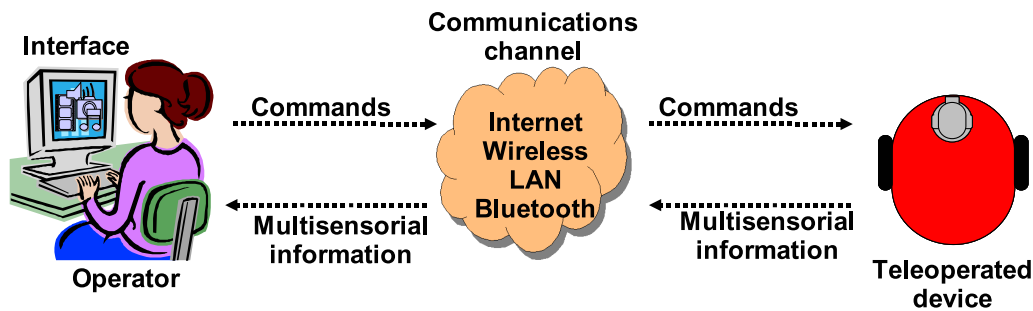 Interface
Operator
Commands
Multisensorial
information
Communications
channel
Internet
Wireless
LAN
Bluetooth
Commands
Multisensorial
information
Teleoperated
device